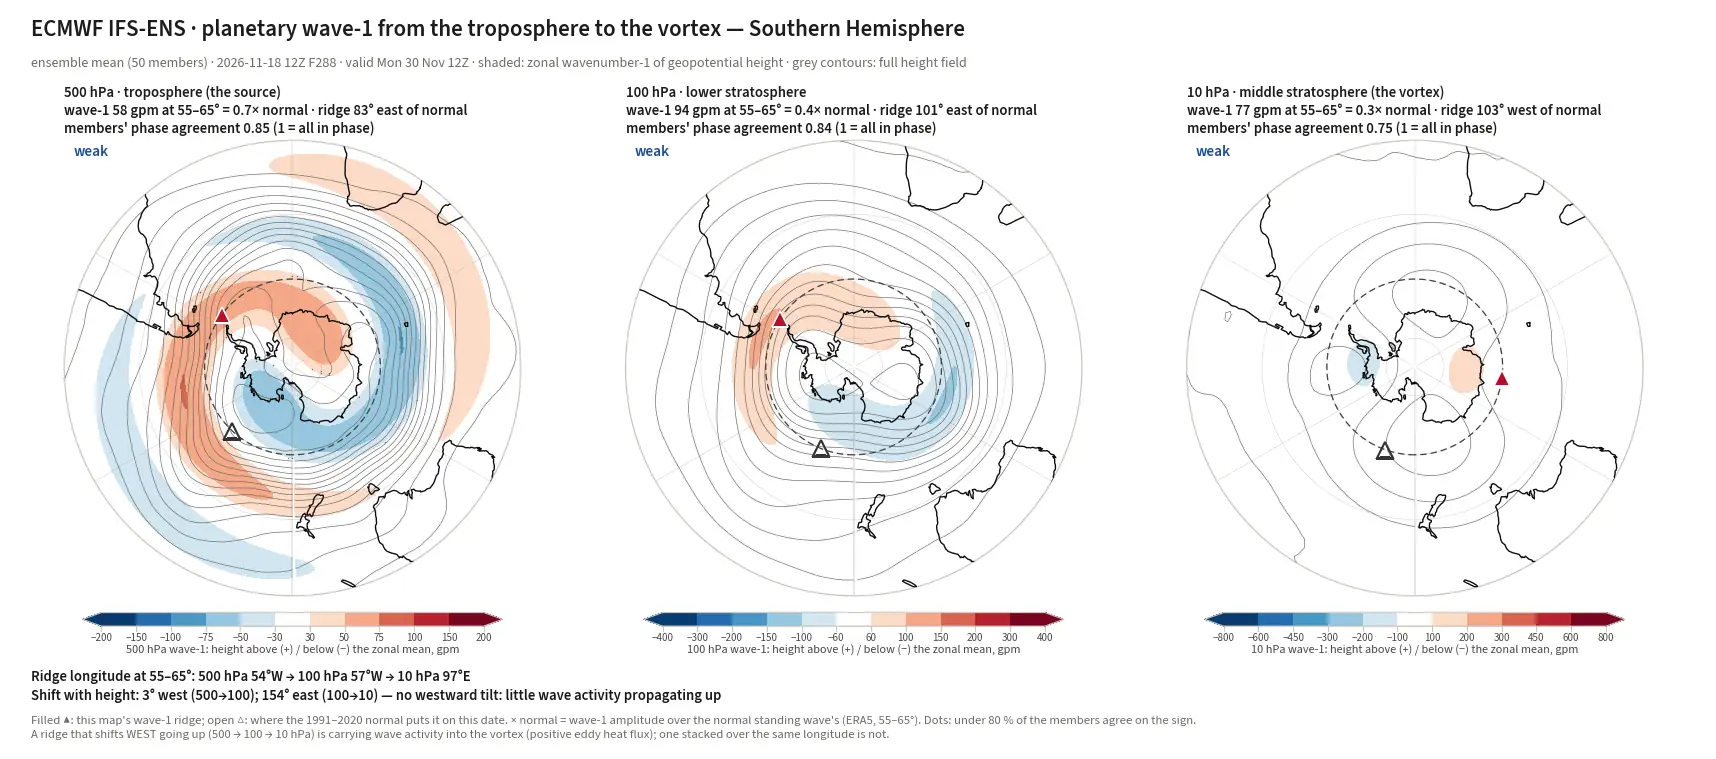 ECMWF IFS-ENS · planetary wave-1 from the troposphere to the vortex — Southern Hemisphere
ensemble mean (50 members) · 2026-11-18 12Z F288 · valid Mon 30 Nov 12Z · shaded: zonal wavenumber-1 of geopotential height · grey contours: full height field
500 hPa · troposphere (the source)
wave-1 58 gpm at 55–65° = 0.7× normal · ridge 83° east of normal
members' phase agreement 0.85 (1 = all in phase)
weak
100 hPa · lower stratosphere
wave-1 94 gpm at 55–65° = 0.4× normal · ridge 101° east of normal
members' phase agreement 0.84 (1 = all in phase)
weak
10 hPa · middle stratosphere (the vortex)
wave-1 77 gpm at 55–65° = 0.3× normal · ridge 103° west of normal
members' phase agreement 0.75 (1 = all in phase)
weak
−200 −150 −100 −75 −50 −30 30 50 75 100 150 200
500 hPa wave-1: height above (+) / below (−) the zonal mean, gpm
−400 −300 −200 −150 −100 −60 60 100 150 200 300 400
100 hPa wave-1: height above (+) / below (−) the zonal mean, gpm
−800 −600 −450 −300 −200 −100 100 200 300 450 600 800
10 hPa wave-1: height above (+) / below (−) the zonal mean, gpm
Ridge longitude at 55–65°: 500 hPa 54°W → 100 hPa 57°W → 10 hPa 97°E
Shift with height: 3° west (500→100); 154° east (100→10) — no westward tilt: little wave activity propagating up
Filled ▲: this map's wave-1 ridge; open △: where the 1991–2020 normal puts it on this date. × normal = wave-1 amplitude over the normal standing wave's (ERA5, 55–65°). Dots: under 80 % of the members agree on the sign.
A ridge that shifts WEST going up (500 → 100 → 10 hPa) is carrying wave activity into the vortex (positive eddy heat flux); one stacked over the same longitude is not.